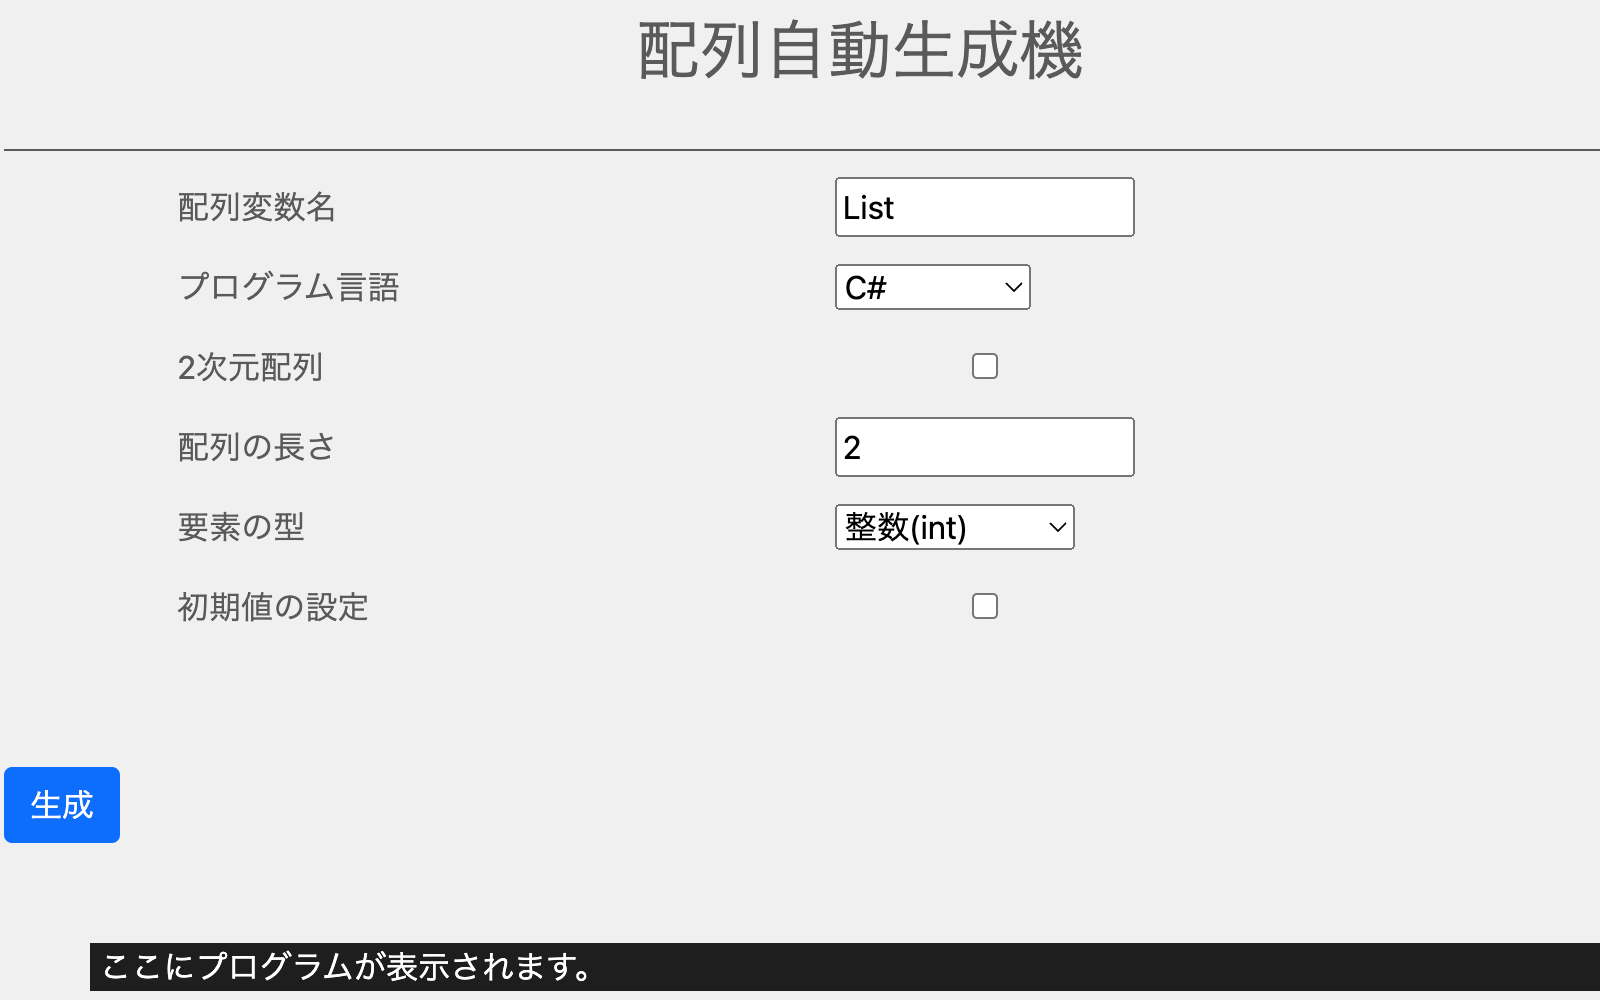 配列自動生成機
配列変数名 List
プログラム言語 C#
2次元配列
配列の長さ 2
要素の型 整数(int)
初期値の設定
生成
ここにプログラムが表示されます。